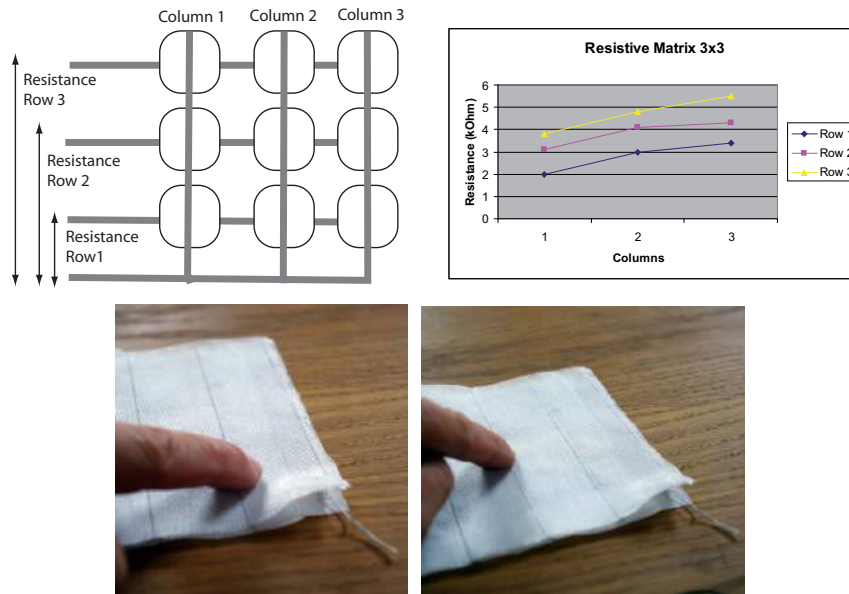 Column 1 Column 2 Column 3
Resistance
Row 3
Resistance
Row 2
Resistance
Row1
Resistive Matrix 3x3
Resistance (kOhm)
6
5
4
3
2
1
0
1 2 3
Columns
Row 1
Row 2
Row 3